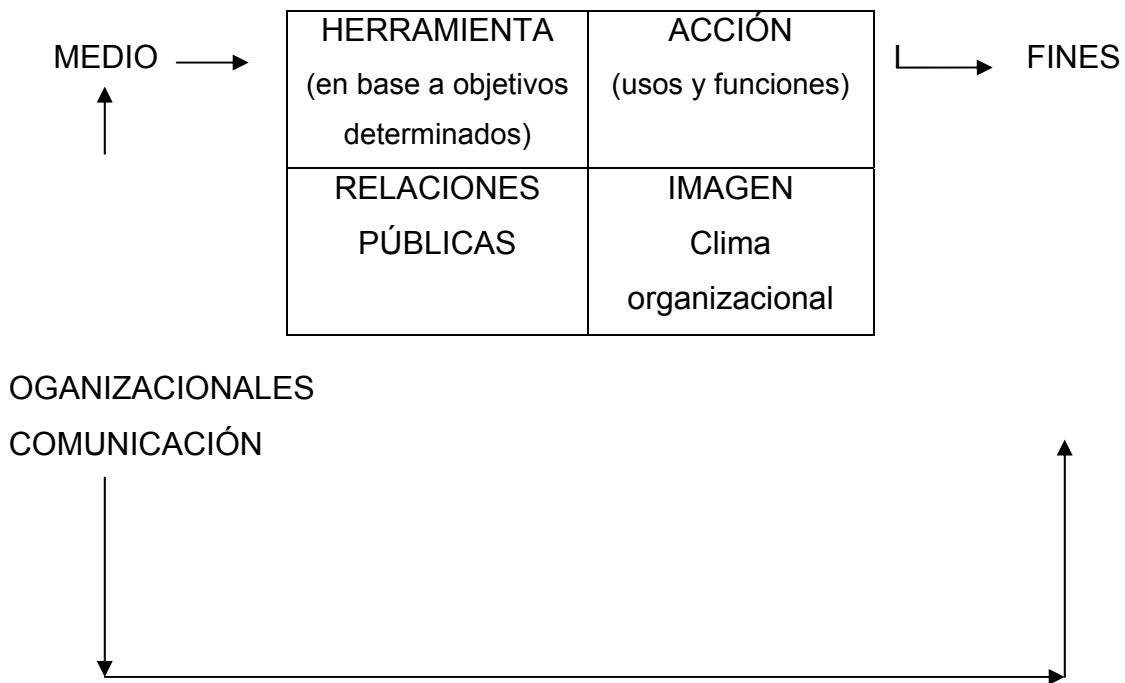 MEDIO
HERRAMIENTA
(en base a objetivos
determinados)
ACCIÓN
(usos y funciones)
FINES
RELACIONES
PÚBLICAS
IMAGEN
Clima
organizacional
OGANIZACIONALES
COMUNICACIÓN